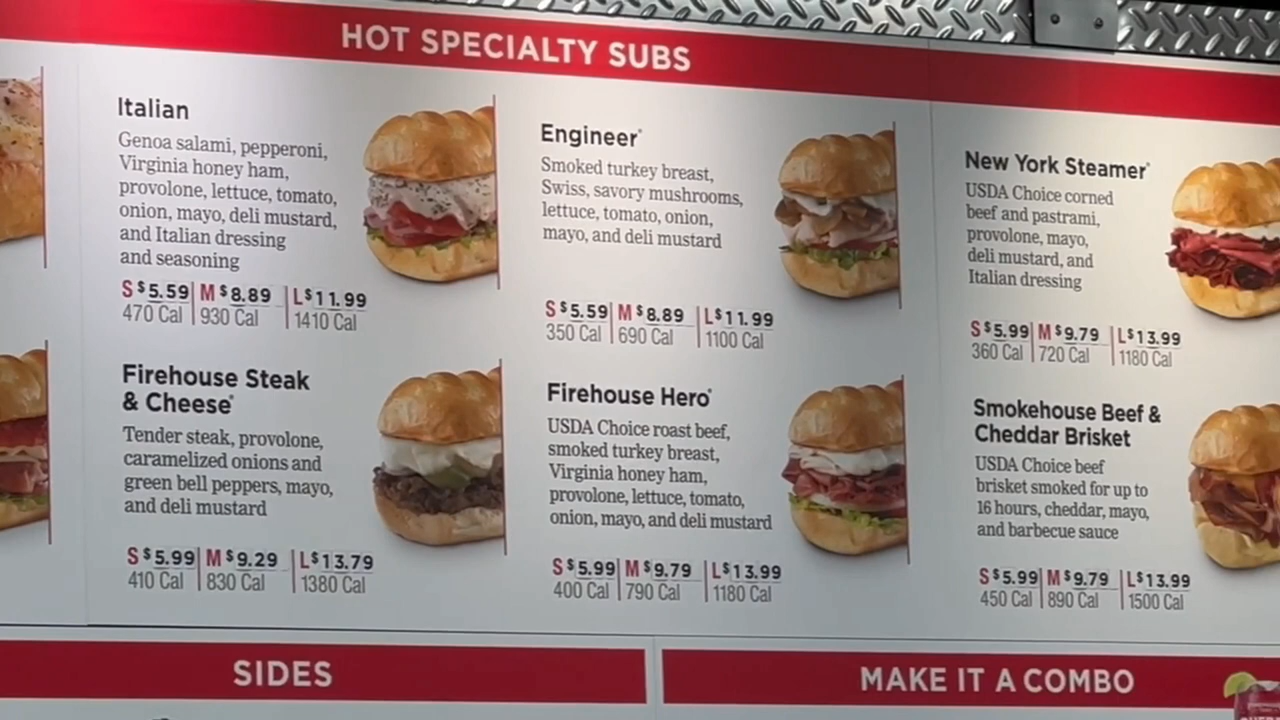 HOT SPECIALTY SUBS
Italian
Genoa salami, pepperoni,
Virginia honey ham,
provolone, lettuce, tomato,
onion, mayo, deli mustard,
and Italian dressing
and seasoning
S $5.59 M $8.89 L $11.99
470 Cal 930 Cal 1410 Cal
Engineer®
Smoked turkey breast,
Swiss, savory mushrooms,
lettuce, tomato, onion,
mayo, and deli mustard
S $5.59 M $8.89 L $11.99
350 Cal 690 Cal 1100 Cal
New York Steamer®
USDA Choice corned
beef and pastrami,
provolone, mayo,
deli mustard, and
Italian dressing
S $5.99 M $9.79 L $13.99
360 Cal 720 Cal 1180 Cal
Firehouse Steak
& Cheese®
Tender steak, provolone,
caramelized onions and
green bell peppers, mayo,
and deli mustard
S $5.99 M $9.29 L $13.79
410 Cal 830 Cal 1380 Cal
Firehouse Hero®
USDA Choice roast beef,
smoked turkey breast,
Virginia honey ham,
provolone, lettuce, tomato,
onion, mayo, and deli mustard
S $5.99 M $9.79 L $13.99
400 Cal 790 Cal 1180 Cal
Smokehouse Beef &
Cheddar Brisket
USDA Choice beef
brisket smoked for up to
16 hours, cheddar, mayo,
and barbecue sauce
S $5.99 M $9.79 L $13.99
450 Cal 890 Cal 1500 Cal
SIDES
MAKE IT A COMBO